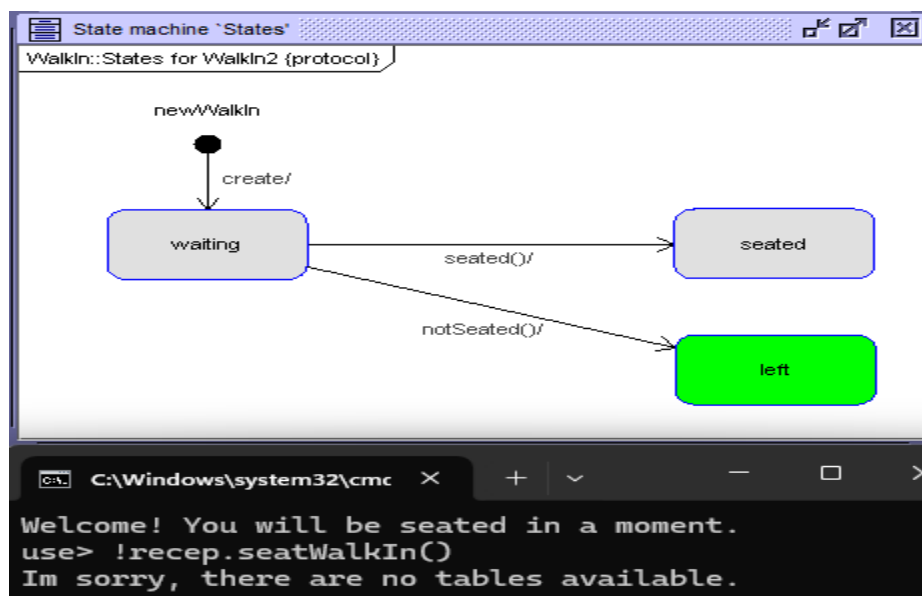 State machine `States'
WalkIn::States for WalkIn2 {protocol}
newWalkIn
create/
waiting
seated
seated()/
notSeated()/
left
C:\Windows\system32\cmc
Welcome! You will be seated in a moment.
use> !recep.seatWalkIn()
Im sorry, there are no tables available.